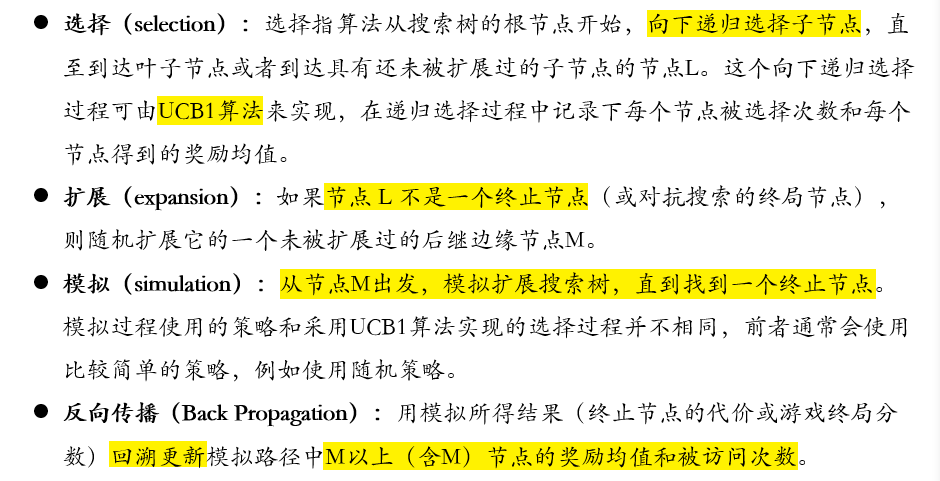 ● 选择（selection）：选择指算法从搜索树的根节点开始，向下递归选择子节点，直
至到达叶子节点或者到达具有还未被扩展过的子节点的节点L。这个向下递归选择
过程可由UCB1算法来实现，在递归选择过程中记录下每个节点被选择次数和每个
节点得到的奖励均值。
● 扩展（expansion）：如果节点 L 不是一个终止节点（或对抗搜索的终局节点），
则随机扩展它的一个未被扩展过的后继边缘节点M。
● 模拟（simulation）：从节点M出发，模拟扩展搜索树，直到找到一个终止节点。
模拟过程使用的策略和采用UCB1算法实现的选择过程并不相同，前者通常会使用
比较简单的策略，例如使用随机策略。
● 反向传播（Back Propagation）：用模拟所得结果（终止节点的代价或游戏终局分
数）回溯更新模拟路径中M以上（含M）节点的奖励均值和被访问次数。